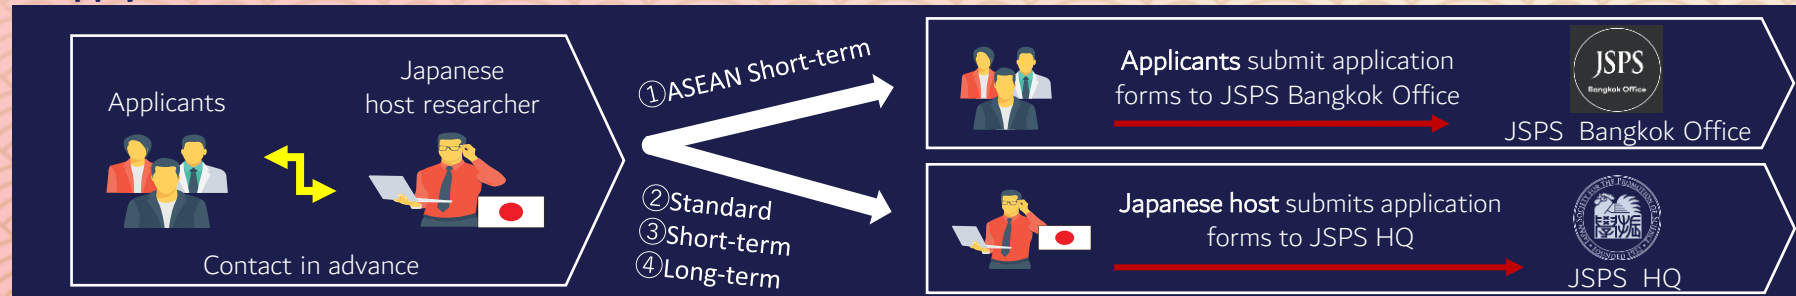 Applicants
Japanese
host researcher
Contact in advance
①ASEAN Short-term
②Standard
③Short-term
④Long-term
Applicants submit application
forms to JSPS Bangkok Office
JSPS
Bangkok Office
JSPS Bangkok Office
Japanese host submits application
forms to JSPS HQ
JSPS HQ